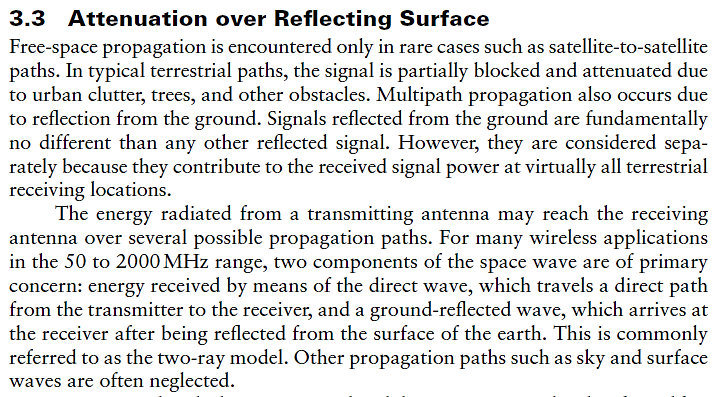 3.3 Attenuation over Reflecting Surface
Free-space propagation is encountered only in rare cases such as satellite-to-satellite
paths. In typical terrestrial paths, the signal is partially blocked and attenuated due
to urban clutter, trees, and other obstacles. Multipath propagation also occurs due
to reflection from the ground. Signals reflected from the ground are fundamentally
no different than any other reflected signal. However, they are considered sepa-
rately because they contribute to the received signal power at virtually all terrestrial
receiving locations.
The energy radiated from a transmitting antenna may reach the receiving
antenna over several possible propagation paths. For many wireless applications
in the 50 to 2000 MHz range, two components of the space wave are of primary
concern: energy received by means of the direct wave, which travels a direct path
from the transmitter to the receiver, and a ground-reflected wave, which arrives at
the receiver after being reflected from the surface of the earth. This is commonly
referred to as the two-ray model. Other propagation paths such as sky and surface
waves are often neglected.